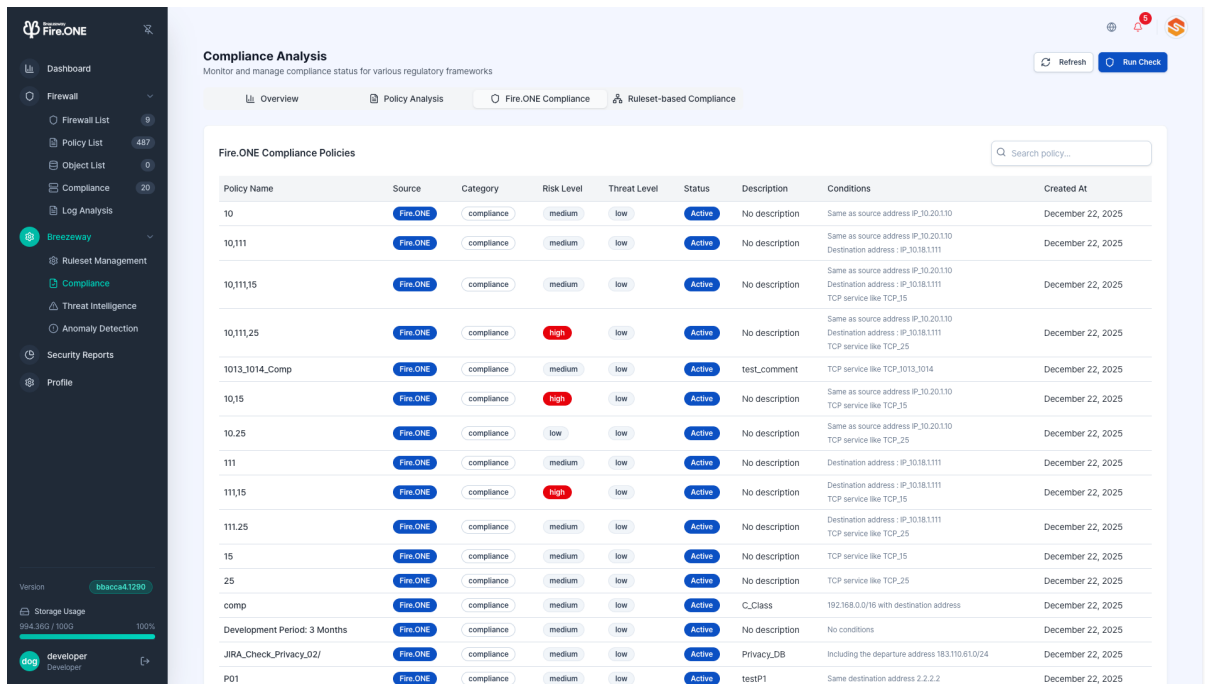 Breezeway
Fire.ONE
5
Dashboard
Firewall
Firewall List 9
Policy List 487
Object List 0
Compliance 20
Log Analysis
Breezeway
Ruleset Management
Compliance
Threat Intelligence
Anomaly Detection
Security Reports
Profile
Version bbacca4.1290
Storage Usage
994.36G / 100G 100%
dog developer
Developer
Compliance Analysis
Monitor and manage compliance status for various regulatory frameworks
Refresh Run Check
Overview Policy Analysis Fire.ONE Compliance Ruleset-based Compliance
Fire.ONE Compliance Policies Search policy...
Policy Name Source Category Risk Level Threat Level Status Description Conditions Created At
10 Fire.ONE compliance medium low Active No description Same as source address IP_10.20.1.10 December 22, 2025
10,111 Fire.ONE compliance medium low Active No description Same as source address IP_10.20.1.10 December 22, 2025
Destination address : IP_10.18.1.111
10,111,15 Fire.ONE compliance medium low Active No description Same as source address IP_10.20.1.10 December 22, 2025
Destination address : IP_10.18.1.111
TCP service like TCP_15
10,111,25 Fire.ONE compliance high low Active No description Same as source address IP_10.20.1.10 December 22, 2025
Destination address : IP_10.18.1.111
TCP service like TCP_25
1013_1014_Comp Fire.ONE compliance medium low Active test_comment TCP service like TCP_1013_1014 December 22, 2025
10,15 Fire.ONE compliance high low Active No description Same as source address IP_10.20.1.10 December 22, 2025
TCP service like TCP_15
10.25 Fire.ONE compliance low low Active No description Same as source address IP_10.20.1.10 December 22, 2025
TCP service like TCP_25
111 Fire.ONE compliance medium low Active No description Destination address : IP_10.18.1.111 December 22, 2025
111,15 Fire.ONE compliance high low Active No description Destination address : IP_10.18.1.111 December 22, 2025
TCP service like TCP_15
111.25 Fire.ONE compliance medium low Active No description Destination address : IP_10.18.1.111 December 22, 2025
TCP service like TCP_25
15 Fire.ONE compliance medium low Active No description TCP service like TCP_15 December 22, 2025
25 Fire.ONE compliance medium low Active No description TCP service like TCP_25 December 22, 2025
comp Fire.ONE compliance medium low Active C_Class 192.168.0.0/16 with destination address December 22, 2025
Development Period: 3 Months Fire.ONE compliance medium low Active No description No conditions December 22, 2025
JIRA_Check_Privacy_02/ Fire.ONE compliance medium low Active Privacy_DB Including the departure address 183.110.61.0/24 December 22, 2025
P01 Fire.ONE compliance medium low Active testP1 Same destination address 2.2.2.2 December 22, 2025